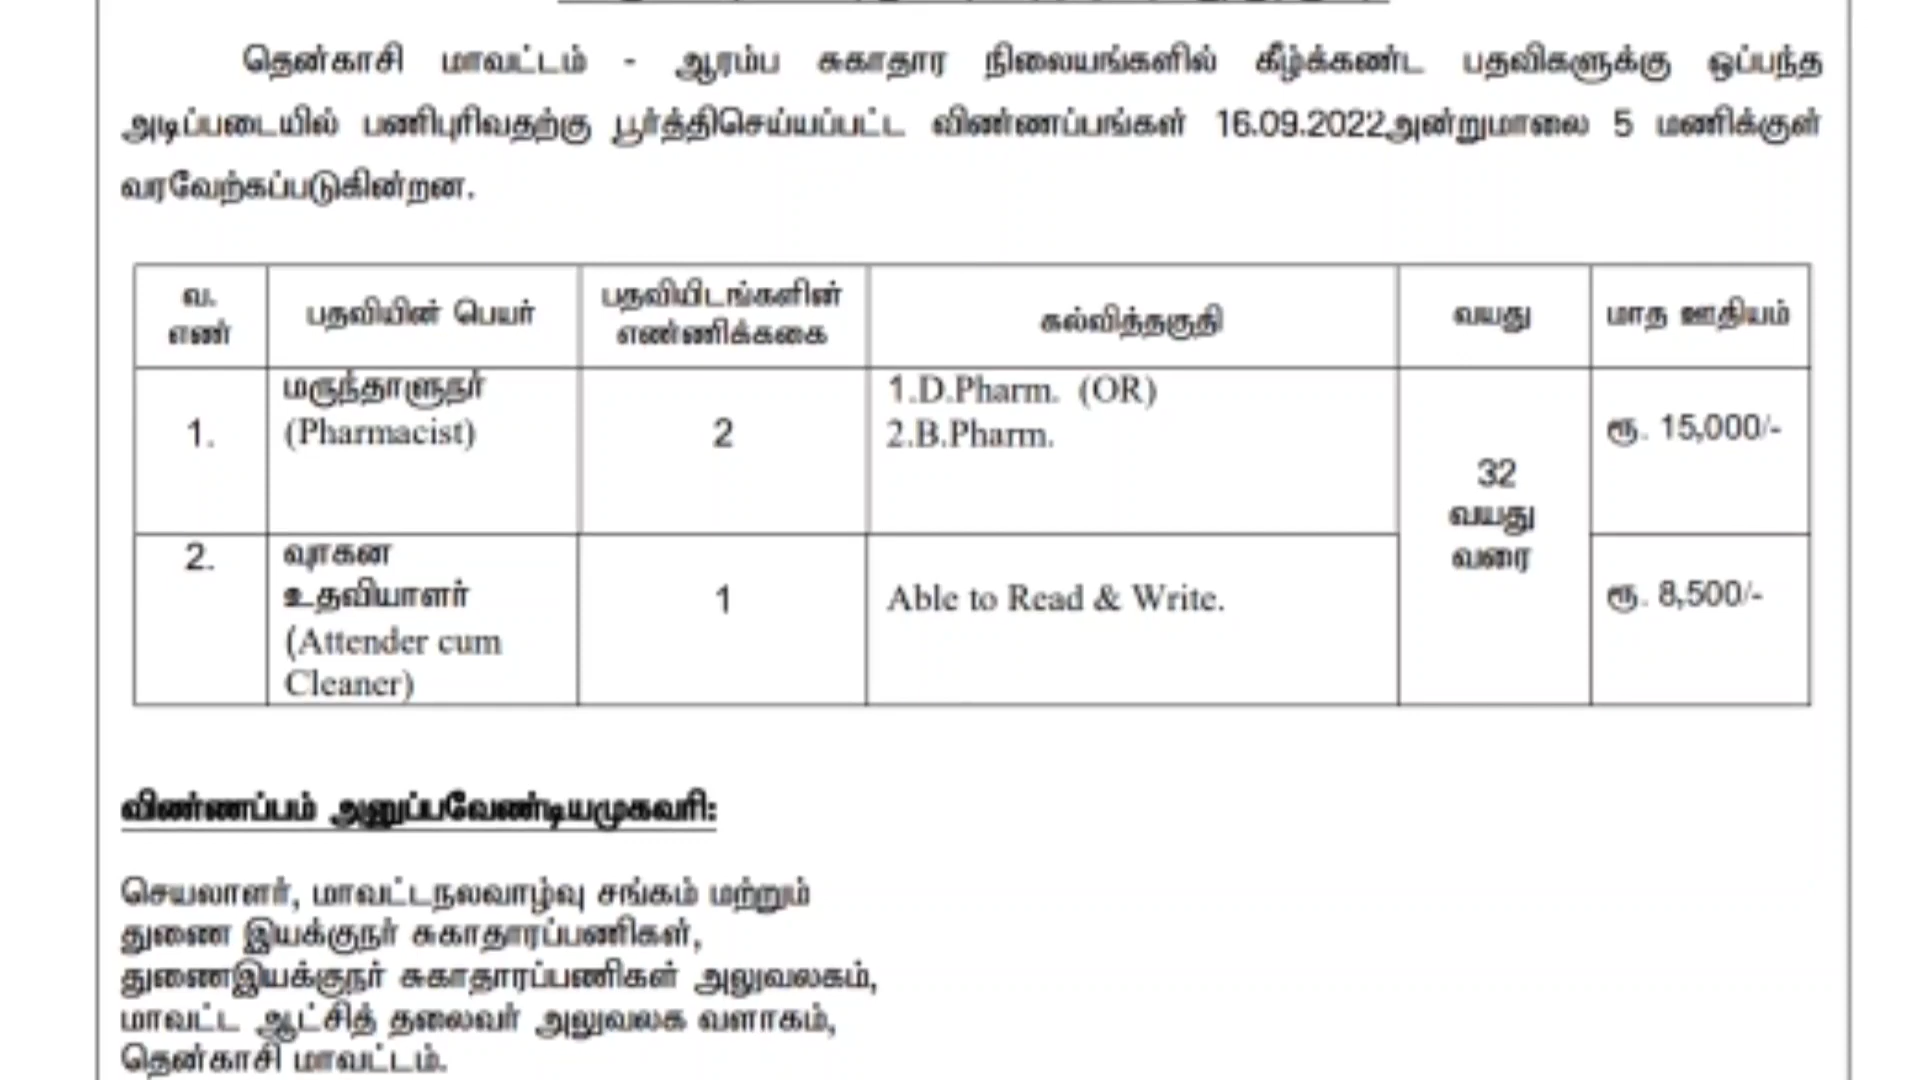 தென்காசி மாவட்டம் - ஆரம்ப சுகாதார நிலையங்களில் கீழ்க்கண்ட பதவிகளுக்கு ஒப்பந்த
அடிப்படையில் பணிபுரிவதற்கு பூர்த்திசெய்யப்பட்ட விண்ணப்பங்கள் 16.09.2022அன்றுமாலை 5 மணிக்குள்
வரவேற்கப்படுகின்றன.
வ. எண் பதவியின் பெயர் பதவியிடங்களின் எண்ணிக்கை கல்வித்தகுதி வயது மாத ஊதியம்
1. மருந்தாளுநர் (Pharmacist) 2 1.D.Pharm. (OR) 2.B.Pharm. 32 வயது வரை ரூ. 15,000/-
2. வாகன உதவியாளர் (Attender cum Cleaner) 1 Able to Read & Write. ரூ. 8,500/-
விண்ணப்பம் அனுப்பவேண்டியமுகவரி:
செயலாளர், மாவட்டநலவாழ்வு சங்கம் மற்றும்
துணை இயக்குநர் சுகாதாரப்பணிகள்,
துணைஇயக்குநர் சுகாதாரப்பணிகள் அலுவலகம்,
மாவட்ட ஆட்சித் தலைவர் அலுவலக வளாகம்,
தென்காசி மாவட்டம்.